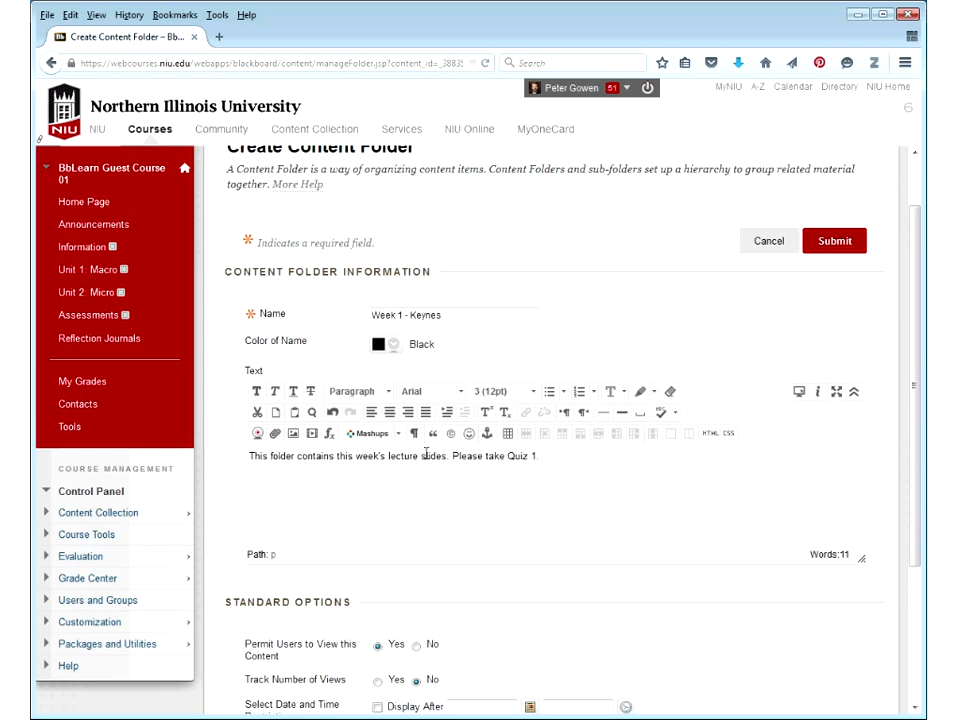 File Edit View History Bookmarks Tools Help
Create Content Folder – Bb...
https://webcourses.niu.edu/webapps/blackboard/content/manageFolder.jsp?content_id=_3883
Search
Peter Gowen 51
MyNIU A-Z Calendar Directory NIU Home
Northern Illinois University
NIU
6
NIU Courses Community Content Collection Services NIU Online MyOneCard
BbLearn Guest Course
01
Home Page
Announcements
Information
Unit 1: Macro
Unit 2: Micro
Assessments
Reflection Journals
My Grades
Contacts
Tools
COURSE MANAGEMENT
Control Panel
Content Collection
Course Tools
Evaluation
Grade Center
Users and Groups
Customization
Packages and Utilities
Help
Create Content Folder
A Content Folder is a way of organizing content items. Content Folders and sub-folders set up a hierarchy to group related material
together. More Help
Indicates a required field.
Cancel Submit
CONTENT FOLDER INFORMATION
Name Week 1 - Keynes
Color of Name Black
Text
T T T T Paragraph Arial 3 (12pt) T
Mashups HTML CSS
This folder contains this week's lecture slides. Please take Quiz 1.
Path: p Words:11
STANDARD OPTIONS
Permit Users to View this
Content
Yes No
Track Number of Views Yes No
Select Date and Time
Display After